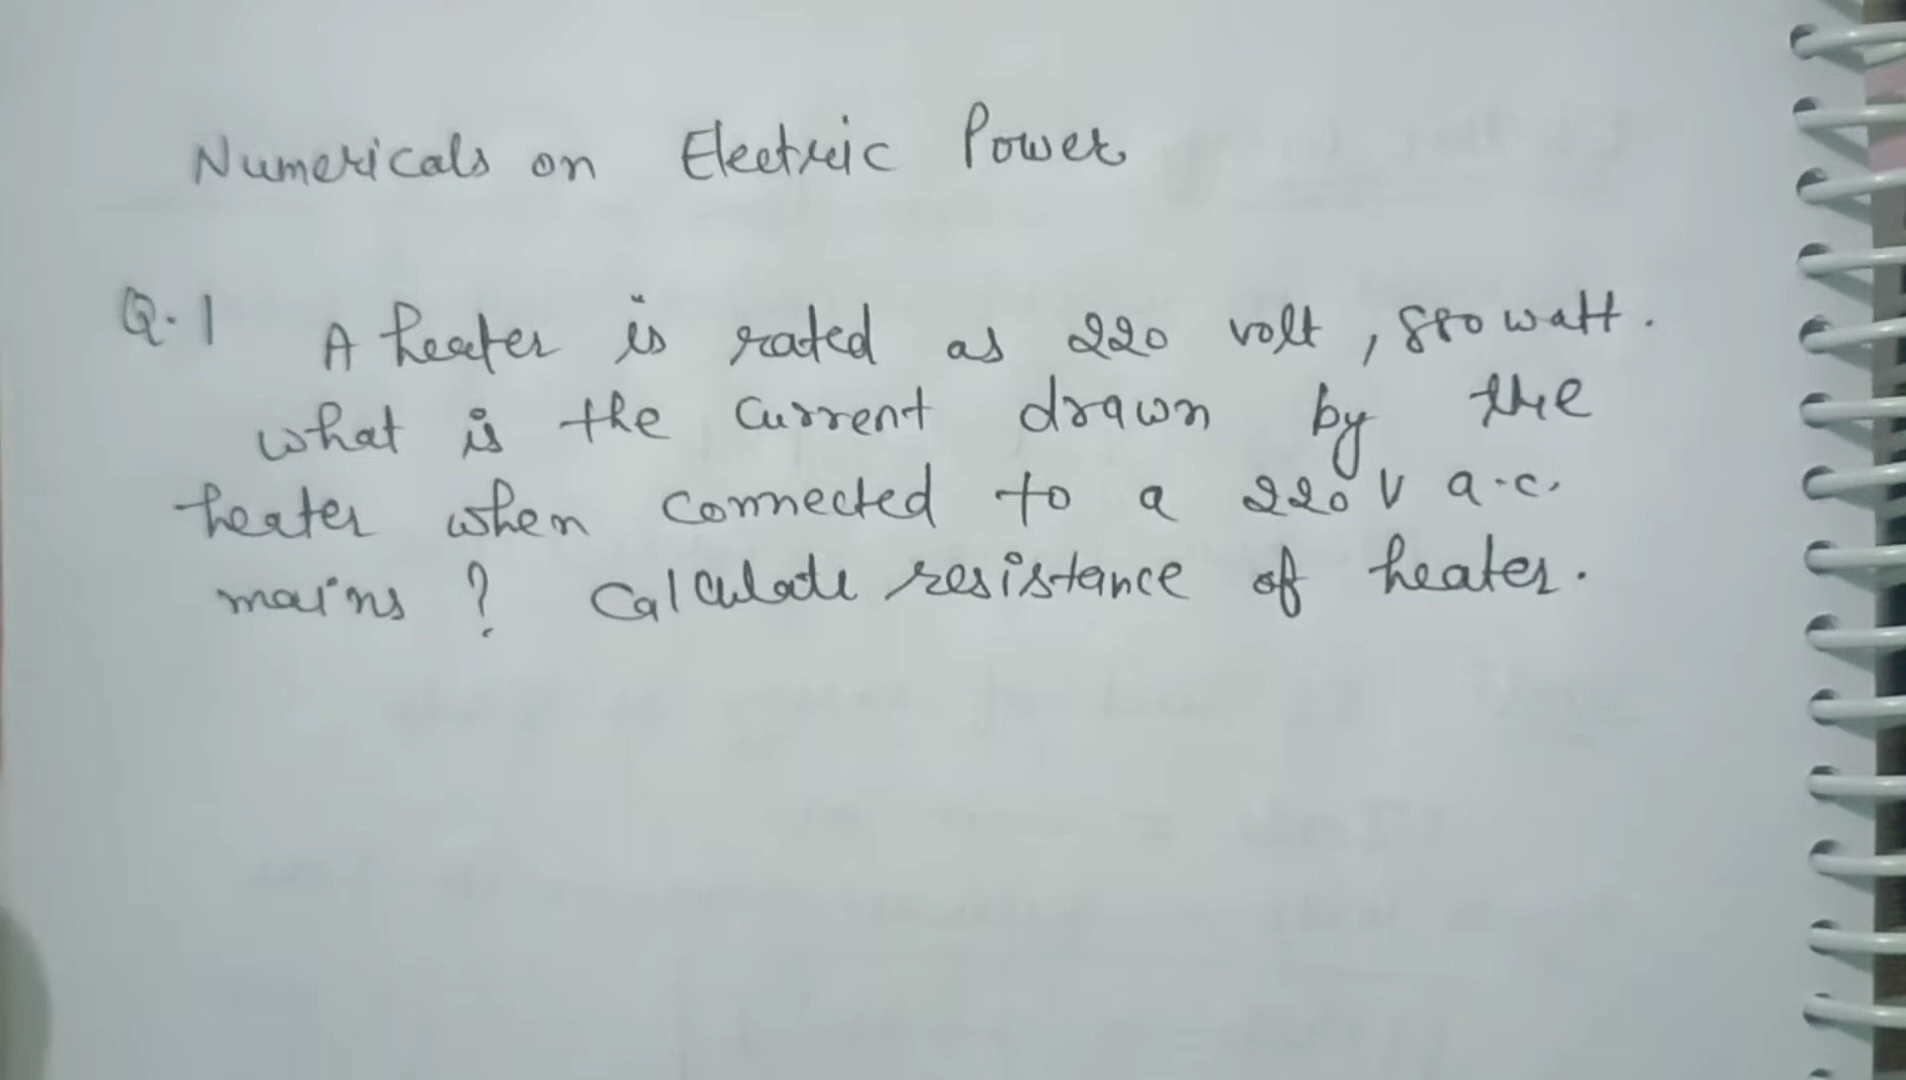 Numericals on Electric Power
Q.1 A heater is rated as 220 volt, 880 watt.
what is the current drawn by the
heater when connected to a 220 V a.c.
mains ? Calculate resistance of heater.